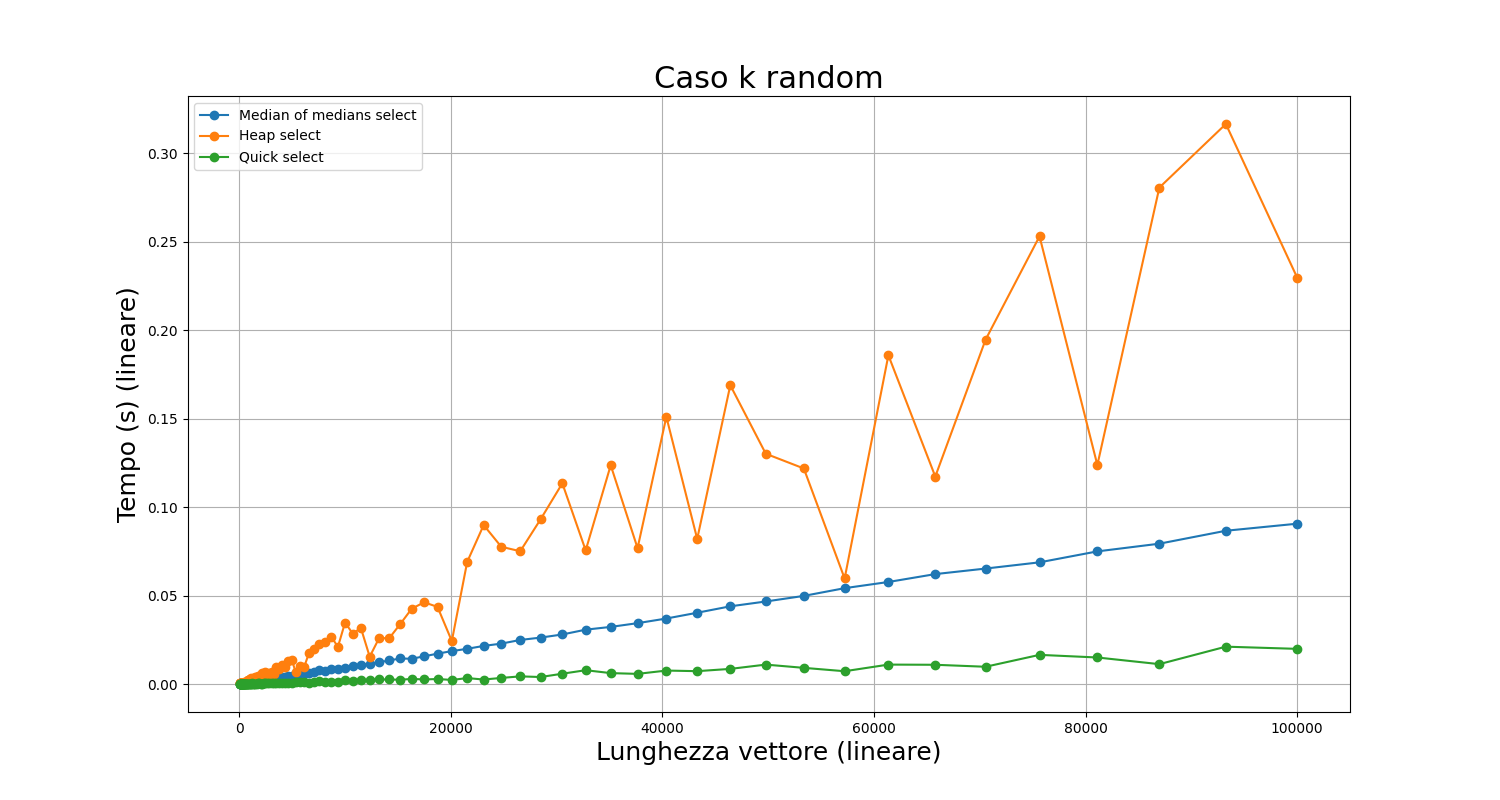 Caso k random
Median of medians select
Heap select
Quick select
0.30
0.25
0.20
0.15
0.10
0.05
0.00
Tempo (s) (lineare)
0 20000 40000 60000 80000 100000
Lunghezza vettore (lineare)